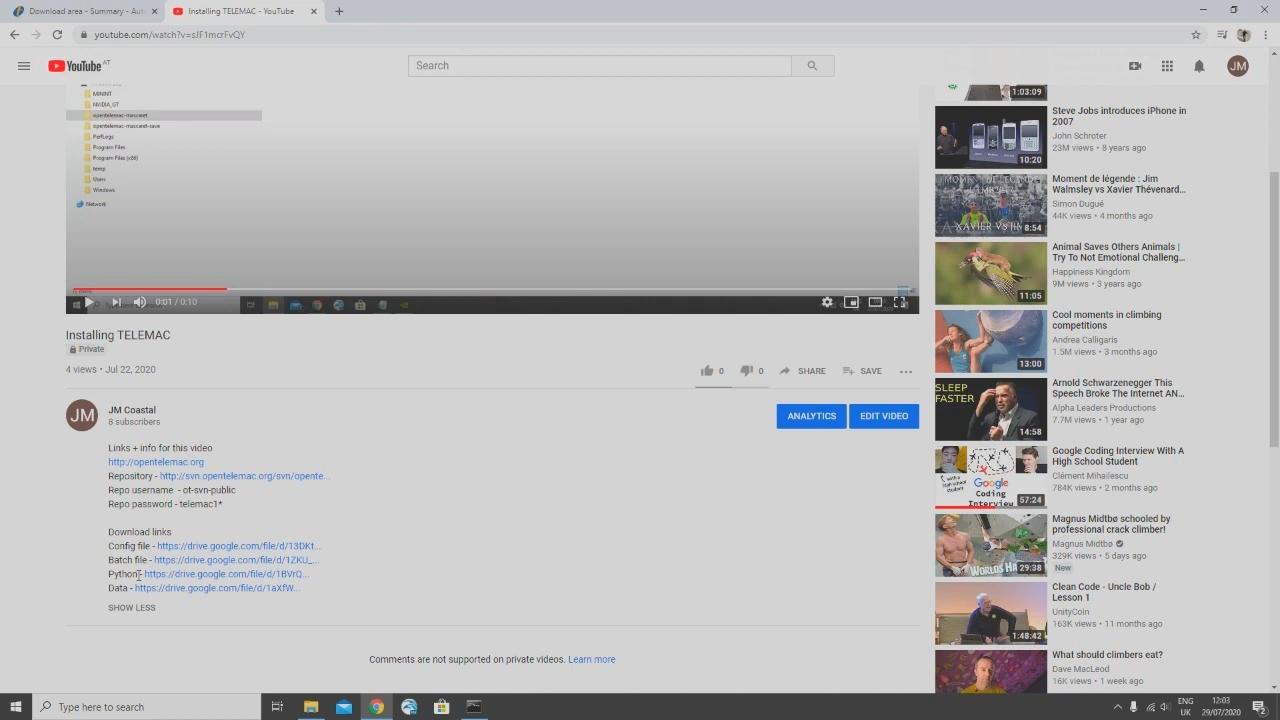 Download area - Summary - Aut
Installing TELEMAC - YouTube
youtube.com/watch?v=sJF1mcrFvQY
YouTube AT
Search
JM
MININT
NVIDIA_GT
opentelemac-mascaret
opentelemac-mascaret-save
PerfLogs
Program Files
Program Files (x86)
temp
Users
Windows
Network
0:01 / 0:10
Installing TELEMAC
Private
4 views • Jul 22, 2020
0
0
SHARE
SAVE
JM
JM Coastal
8 subscribers
ANALYTICS
EDIT VIDEO
Links + info for this video
http://opentelemac.org
Repository - http://svn.opentelemac.org/svn/opente...
Repo username - ot-svn-public
Repo password - telemac1*
Download links
Config file - https://drive.google.com/file/d/13DKt...
Batch file - https://drive.google.com/file/d/1ZKU_...
Python - https://drive.google.com/file/d/1BVrQ...
Data - https://drive.google.com/file/d/1aXfW...
SHOW LESS
Comments are not supported on private videos. Learn more
1:03:09
10:20
Steve Jobs introduces iPhone in
2007
John Schroter
23M views • 8 years ago
XAVIER VS JIM
8:54
Moment de légende : Jim
Walmsley vs Xavier Thévenard...
Simon Dugué
44K views • 4 months ago
11:05
Animal Saves Others Animals |
Try To Not Emotional Challeng...
Happiness Kingdom
9M views • 3 years ago
13:00
Cool moments in climbing
competitions
Andrea Calligaris
1.5M views • 3 months ago
SLEEP
FASTER
14:58
Arnold Schwarzenegger This
Speech Broke The Internet AN...
Alpha Leaders Productions
7.7M views • 1 year ago
with a
High school
student
Google
Coding
Interview
57:24
Google Coding Interview With A
High School Student
Clément Mihailescu
784K views • 2 months ago
29:38
Magnus Midtbø schooled by
professional crack climber!
Magnus Midtbø
329K views • 5 days ago
New
1:48:42
Clean Code - Uncle Bob /
Lesson 1
UnityCoin
163K views • 11 months ago
What should climbers eat?
Dave MacLeod
16K views • 1 week ago
Type here to search
ENG
UK
12:03
29/07/2020
2